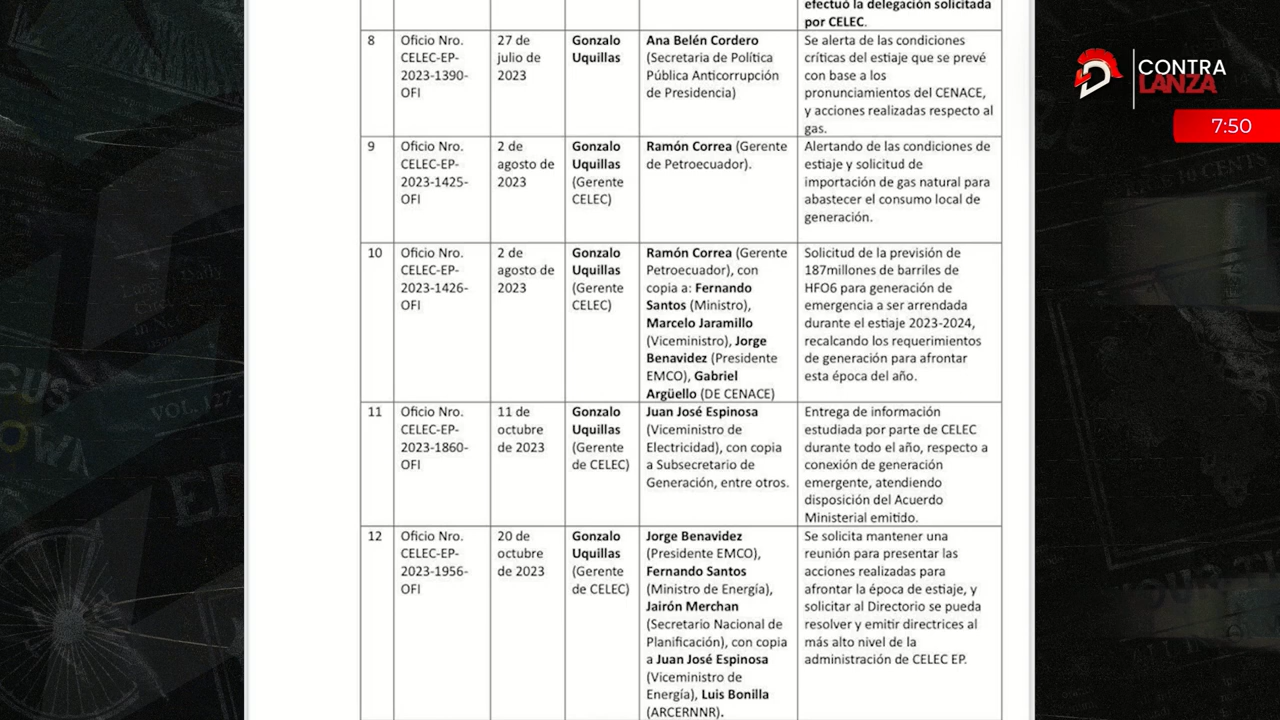 efectuó la delegación solicitada
por CELEC.
8
Oficio Nro.
CELEC-EP-
2023-1390-
OFI
27 de
julio de
2023
Gonzalo
Uquillas
Ana Belén Cordero
(Secretaria de Política
Pública Anticorrupción
de Presidencia)
Se alerta de las condiciones
críticas del estiaje que se prevé
con base a los
pronunciamientos del CENACE,
y acciones realizadas respecto al
gas.
9
Oficio Nro.
CELEC-EP-
2023-1425-
OFI
2 de
agosto de
2023
Gonzalo
Uquillas
(Gerente
CELEC)
Ramón Correa (Gerente
de Petroecuador).
Alertando de las condiciones de
estiaje y solicitud de
importación de gas natural para
abastecer el consumo local de
generación.
10
Oficio Nro.
CELEC-EP-
2023-1426-
OFI
2 de
agosto de
2023
Gonzalo
Uquillas
(Gerente
CELEC)
Ramón Correa (Gerente
Petroecuador), con
copia a: Fernando
Santos (Ministro),
Marcelo Jaramillo
(Viceministro), Jorge
Benavidez (Presidente
EMCO), Gabriel
Argüello (DE CENACE)
Solicitud de la previsión de
187millones de barriles de
HFO6 para generación de
emergencia a ser arrendada
durante el estiaje 2023-2024,
recalcando los requerimientos
de generación para afrontar
esta época del año.
11
Oficio Nro.
CELEC-EP-
2023-1860-
OFI
11 de
octubre
de 2023
Gonzalo
Uquillas
(Gerente
de CELEC)
Juan José Espinosa
(Viceministro de
Electricidad), con copia
a Subsecretario de
Generación, entre otros.
Entrega de información
estudiada por parte de CELEC
durante todo el año, respecto a
conexión de generación
emergente, atendiendo
disposición del Acuerdo
Ministerial emitido.
12
Oficio Nro.
CELEC-EP-
2023-1956-
OFI
20 de
octubre
de 2023
Gonzalo
Uquillas
(Gerente
de CELEC)
Jorge Benavidez
(Presidente EMCO),
Fernando Santos
(Ministro de Energía),
Jairón Merchan
(Secretario Nacional de
Planificación), con copia
a Juan José Espinosa
(Viceministro de
Energía), Luis Bonilla
(ARCERNNR).
Se solicita mantener una
reunión para presentar las
acciones realizadas para
afrontar la época de estiaje, y
solicitar al Directorio se pueda
resolver y emitir directrices al
más alto nivel de la
administración de CELEC EP.
CONTRA
LANZA
7:50
VOL. 127